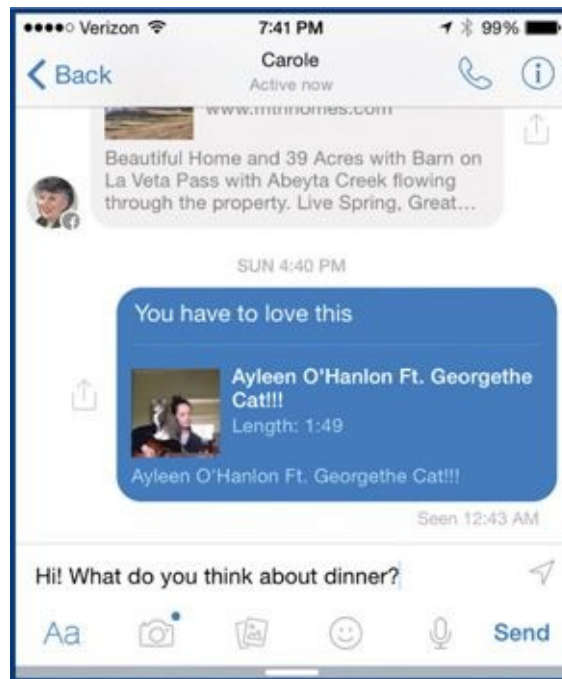 Verizon 7:41 PM 99%
Back Carole
Active now
www.mtnhomes.com
Beautiful Home and 39 Acres with Barn on
La Veta Pass with Abeyta Creek flowing
through the property. Live Spring, Great...
SUN 4:40 PM
You have to love this
Ayleen O'Hanlon Ft. Georgethe
Cat!!!
Length: 1:49
Ayleen O'Hanlon Ft. Georgethe Cat!!!
Seen 12:43 AM
Hi! What do you think about dinner?
Aa Send